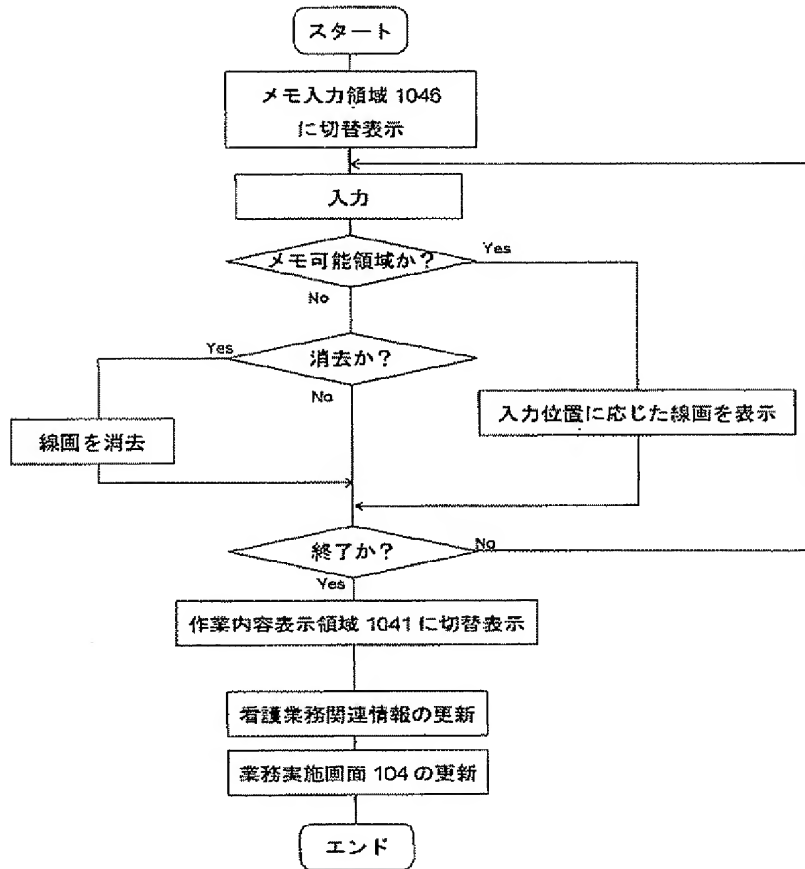 スタート
メモ入力領域 1046
に切替表示
入力
メモ可能領域か?
Yes
No
Yes
消去か?
No
入力位置に応じた線画を表示
線画を消去
終了か?
No
Yes
作業内容表示領域 1041 に切替表示
看護業務関連情報の更新
業務実施画面 104 の更新
エンド